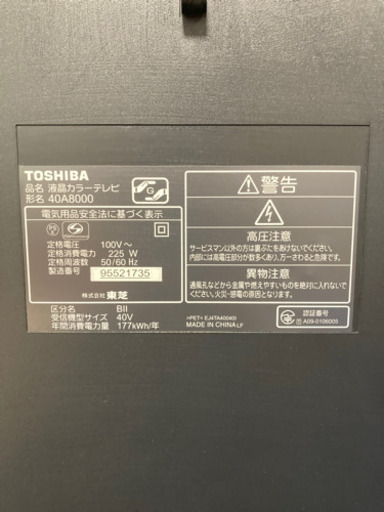 TOSHIBA
品名 液晶カラーテレビ
形名 40A8000
G
電気用品安全法に基づく表示
定格電圧 100V~
定格消費電力 225 W
定格周波数 50/60 Hz
製造番号 95521735
株式会社 東芝
区分名 BII
受信機型サイズ 40V
年間消費電力量 177kWh/年
警告
高圧注意
サービスマン以外の方は裏ぶたをあけないでください。
内部には高電圧部分が数多くあり、万一さわると危険です。
異物注意
通風孔などから金属や燃えやすいものを絶対に入れないで
ください。火災・感電の原因になります。
>PET< EJ4TA400400
MADE IN CHINA LF
認証番号
A09-0106005